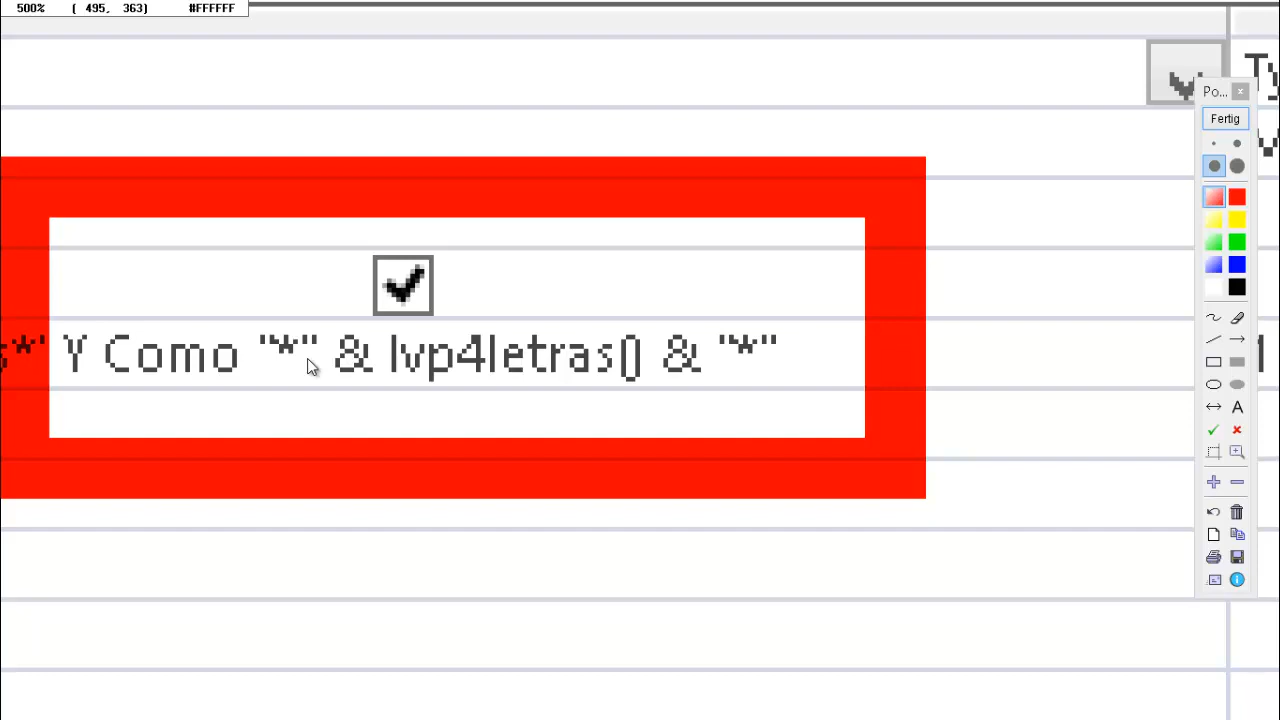 500% ( 495, 363) #FFFFFF
Po...
Fertig
s*' Y Como "*" & lvp4letras() & "*"
A